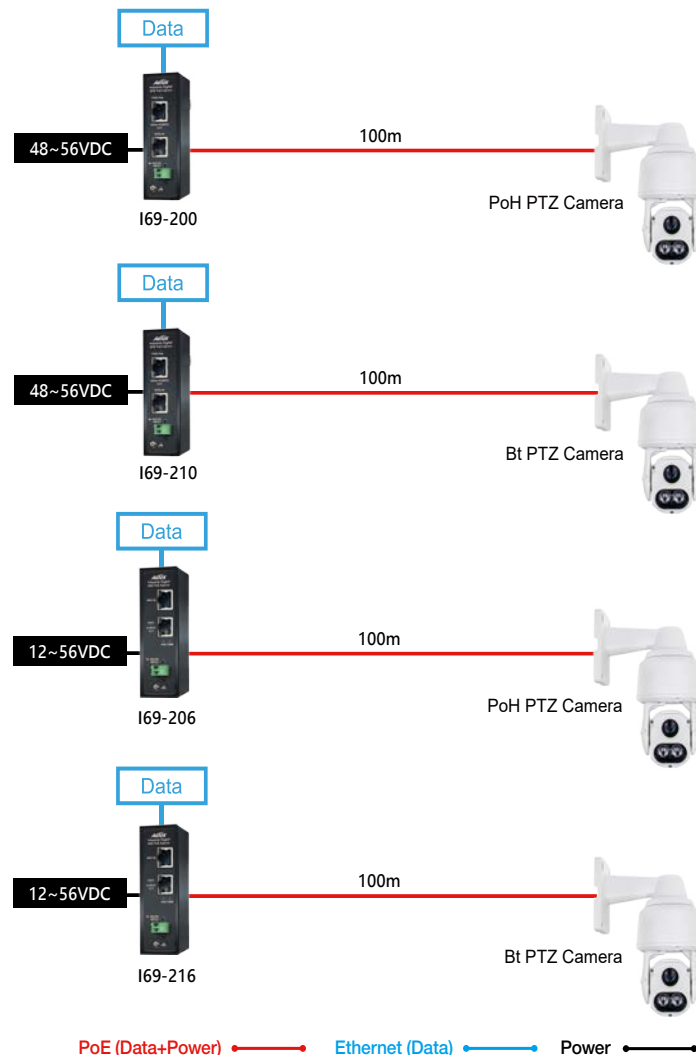 Data
48~56VDC
100m
PoH PTZ Camera
I69-200
Data
48~56VDC
100m
Bt PTZ Camera
I69-210
Data
12~56VDC
100m
PoH PTZ Camera
I69-206
Data
12~56VDC
100m
Bt PTZ Camera
I69-216
PoE (Data+Power) Ethernet (Data) Power